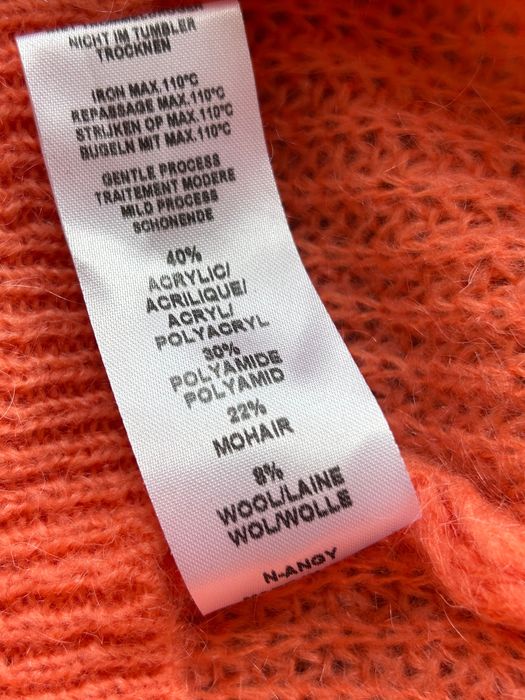 NICHT IM TUMBLER
TROCKNEN
IRON MAX.110°C
REPASSAGE MAX.110°C
STRIJKEN OP MAX.110°C
BUGELN MIT MAX.110°C
GENTLE PROCESS
TRAITEMENT MODERE
MILD PROCESS
SCHONENDE
40%
ACRYLIC/
ACRILIQUE/
ACRYL/
POLYACRYL
30%
POLYAMIDE
POLYAMID
22%
MOHAIR
8%
WOOL/LAINE
WOL/WOLLE
N-ANGY